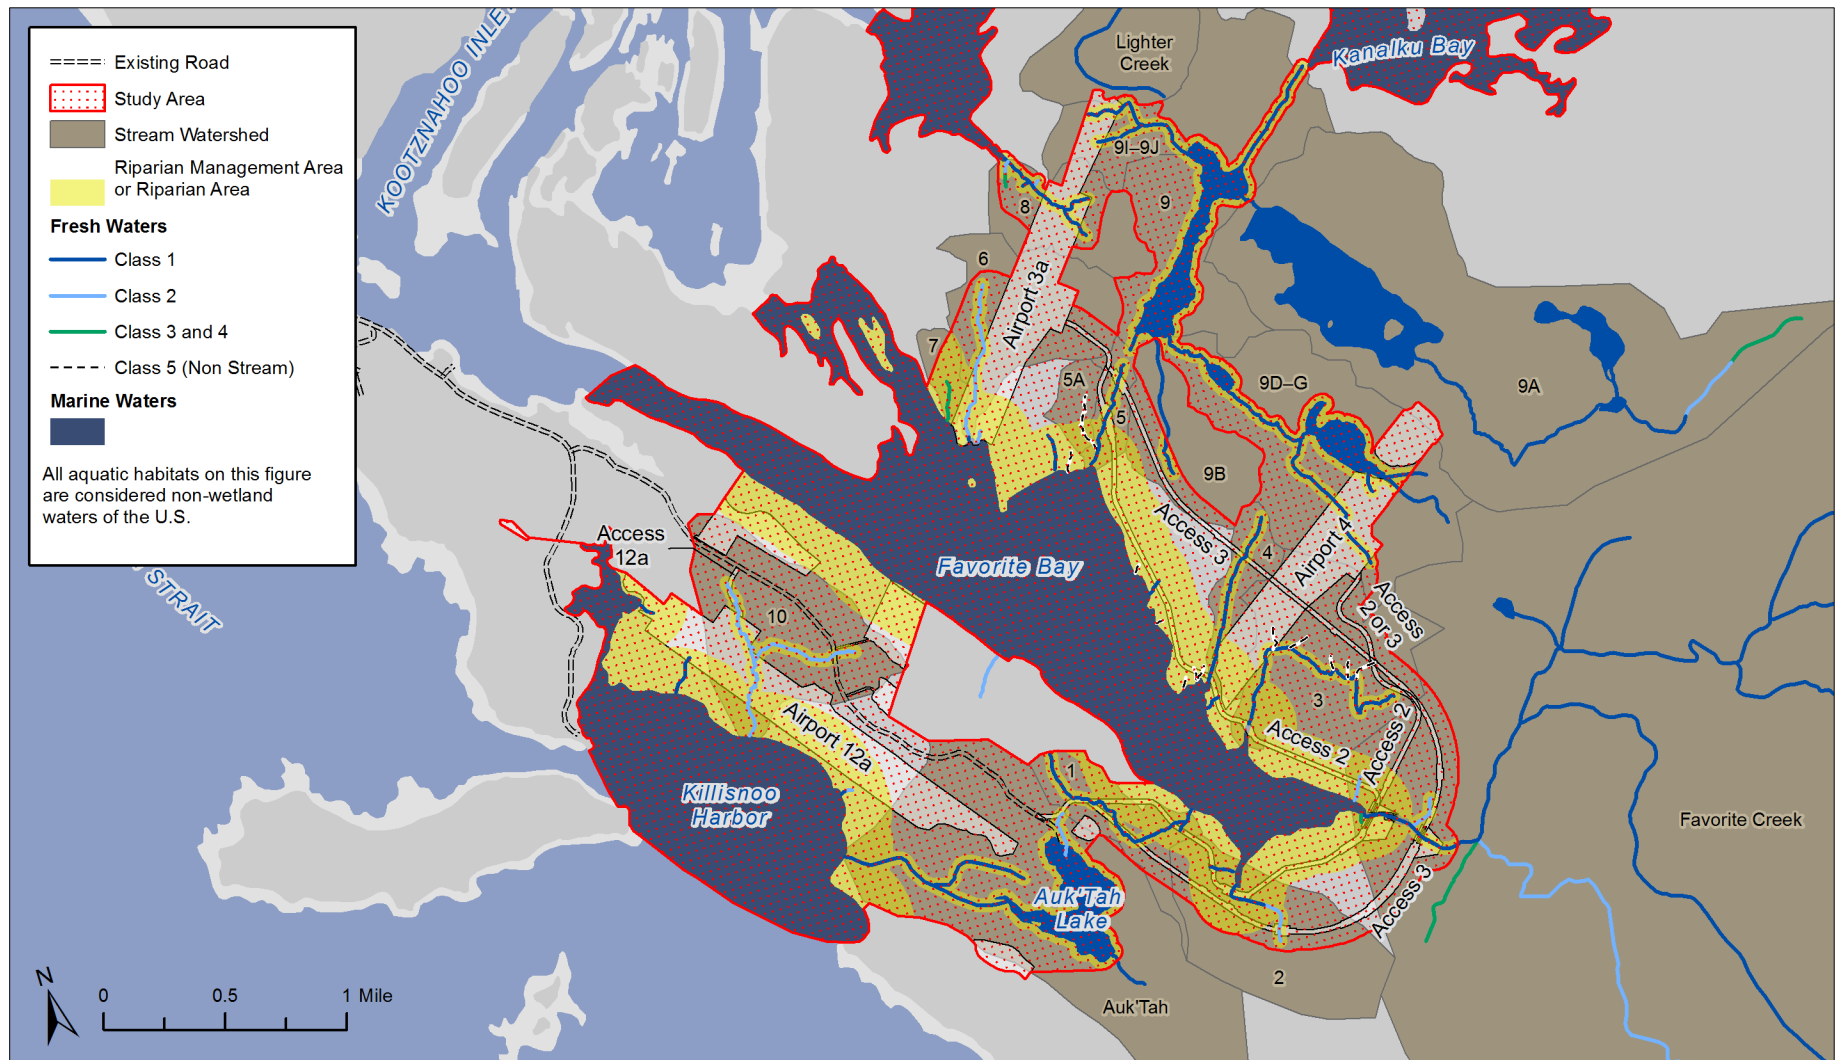 Existing Road
Study Area
Stream Watershed
Riparian Management Area
or Riparian Area
Fresh Waters
Class 1
Class 2
Class 3 and 4
Class 5 (Non Stream)
Marine Waters
All aquatic habitats on this figure
are considered non-wetland
waters of the U.S.
KOOTZNAHOO INLET
STRAIT
Lighter
Creek
Kanalku Bay
9I–9J
8
9
6
Airport 3a
7
5A
5
9D–G
9A
9B
Access 3
4
Airport 4
Access
12a
Favorite Bay
Access
2 or 3
10
3
Access 2
Access 2
Airport 12a
Killisnoo
Harbor
1
Favorite Creek
Auk'Tah
Lake
Access 3
2
Auk'Tah
N
0
0.5
1 Mile